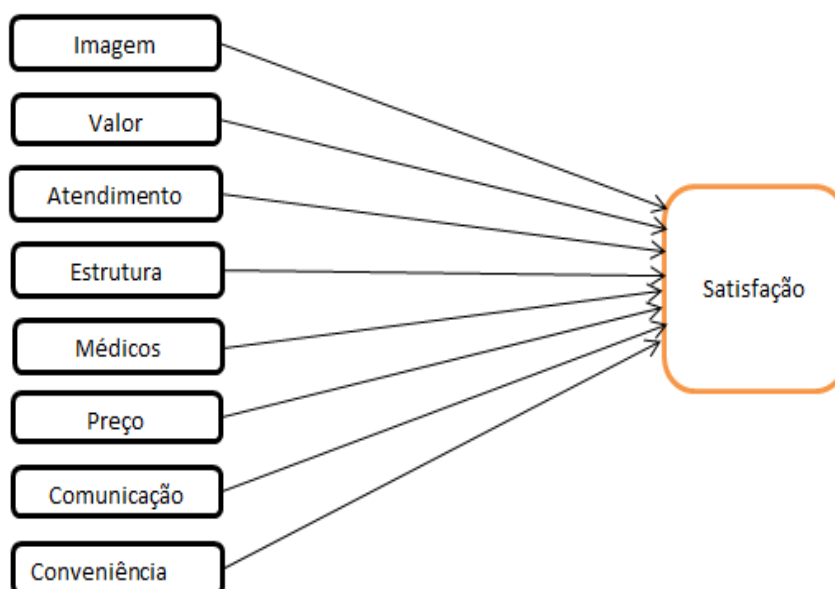 Imagem
Valor
Atendimento
Estrutura
Médicos
Preço
Comunicação
Conveniência
Satisfação